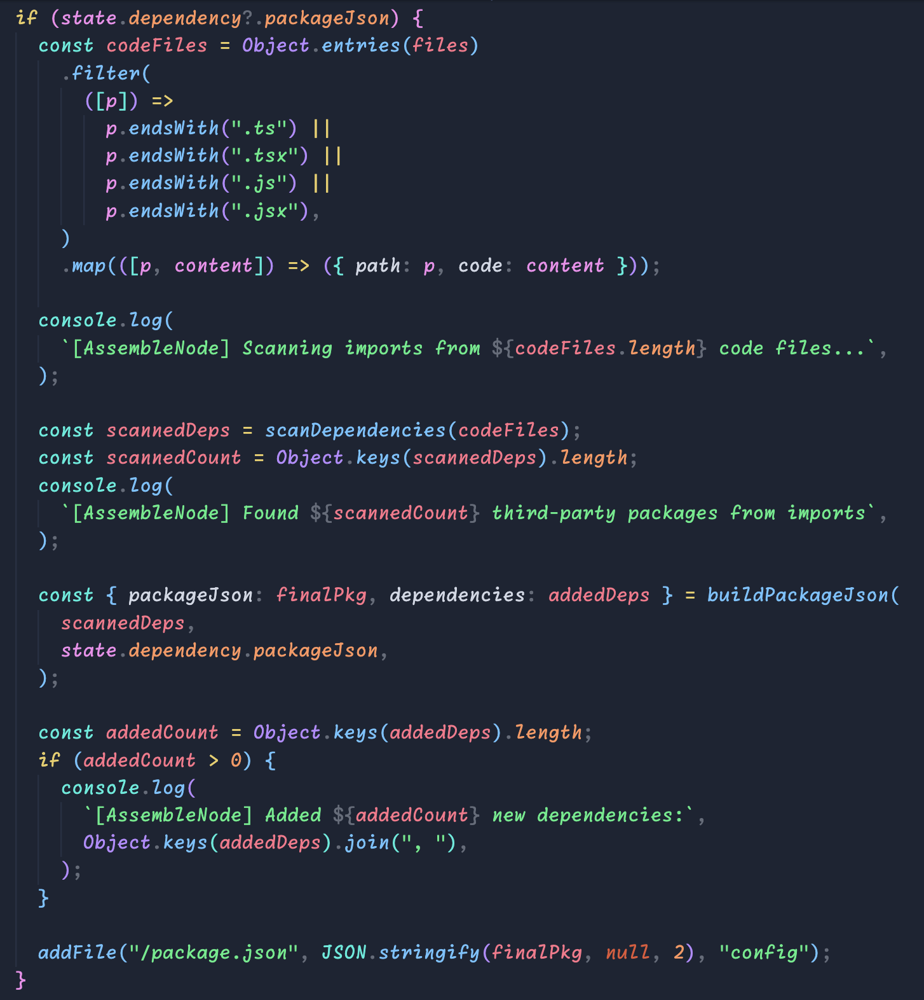 if (state.dependency?.packageJson) {
  const codeFiles = Object.entries(files)
    .filter(
      ([p]) =>
        p.endsWith(".ts") ||
        p.endsWith(".tsx") ||
        p.endsWith(".js") ||
        p.endsWith(".jsx"),
    )
    .map(([p, content]) => ({ path: p, code: content }));

  console.log(
    `[AssembleNode] Scanning imports from ${codeFiles.length} code files...`,
  );

  const scannedDeps = scanDependencies(codeFiles);
  const scannedCount = Object.keys(scannedDeps).length;
  console.log(
    `[AssembleNode] Found ${scannedCount} third-party packages from imports`,
  );

  const { packageJson: finalPkg, dependencies: addedDeps } = buildPackageJson(
    scannedDeps,
    state.dependency.packageJson,
  );

  const addedCount = Object.keys(addedDeps).length;
  if (addedCount > 0) {
    console.log(
      `[AssembleNode] Added ${addedCount} new dependencies:`,
      Object.keys(addedDeps).join(", "),
    );
  }

  addFile("/package.json", JSON.stringify(finalPkg, null, 2), "config");
}